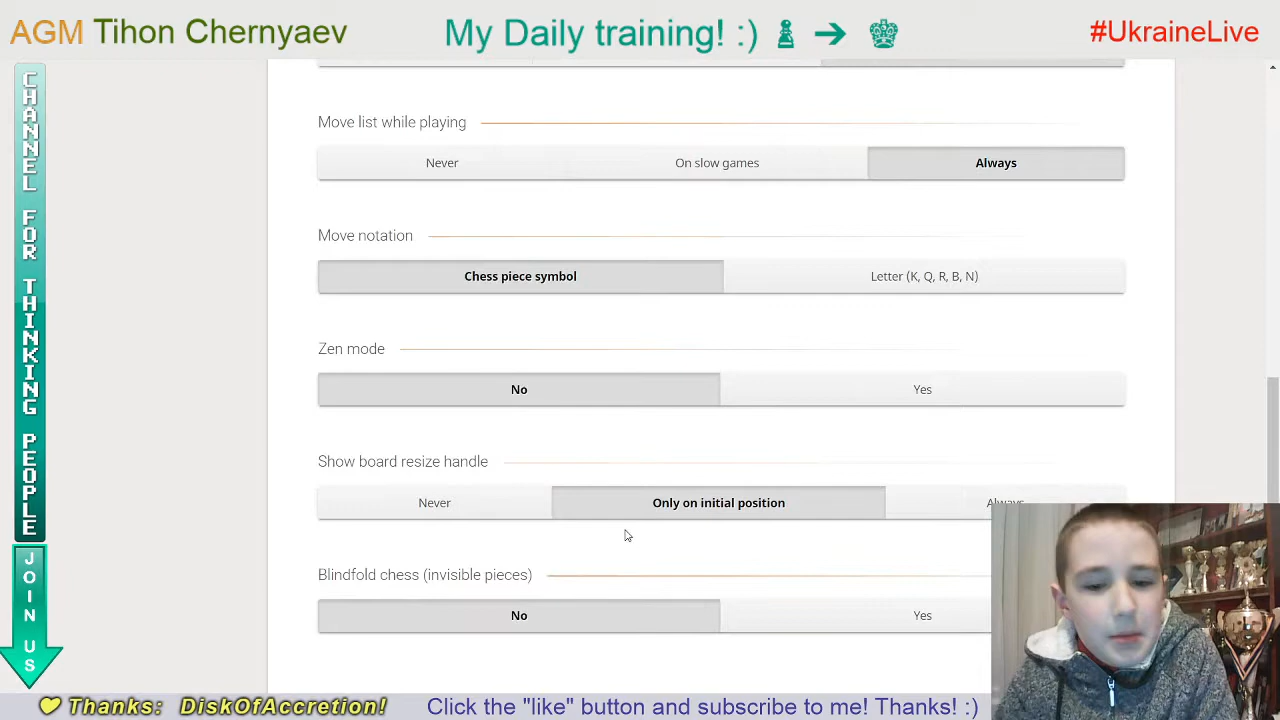 AGM Tihon Chernyaev
My Daily training! :)
#UkraineLive
CHANNEL FOR THINKING PEOPLE
JOIN US
Move list while playing
Never
On slow games
Always
Move notation
Chess piece symbol
Letter (K, Q, R, B, N)
Zen mode
No
Yes
Show board resize handle
Never
Only on initial position
Always
Blindfold chess (invisible pieces)
No
Yes
Thanks: DiskOfAccretion!
Click the "like" button and subscribe to me! Thanks! :)